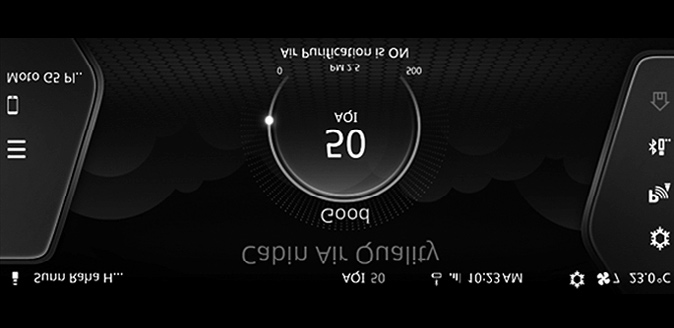 Sunn Raha H... AQI 50 10:23 AM 7 23.0°C
Cabin Air Quality
Good
50
AQI
0 PM 2.5 500
Air Purification is ON
Moto G5 Pl..
P